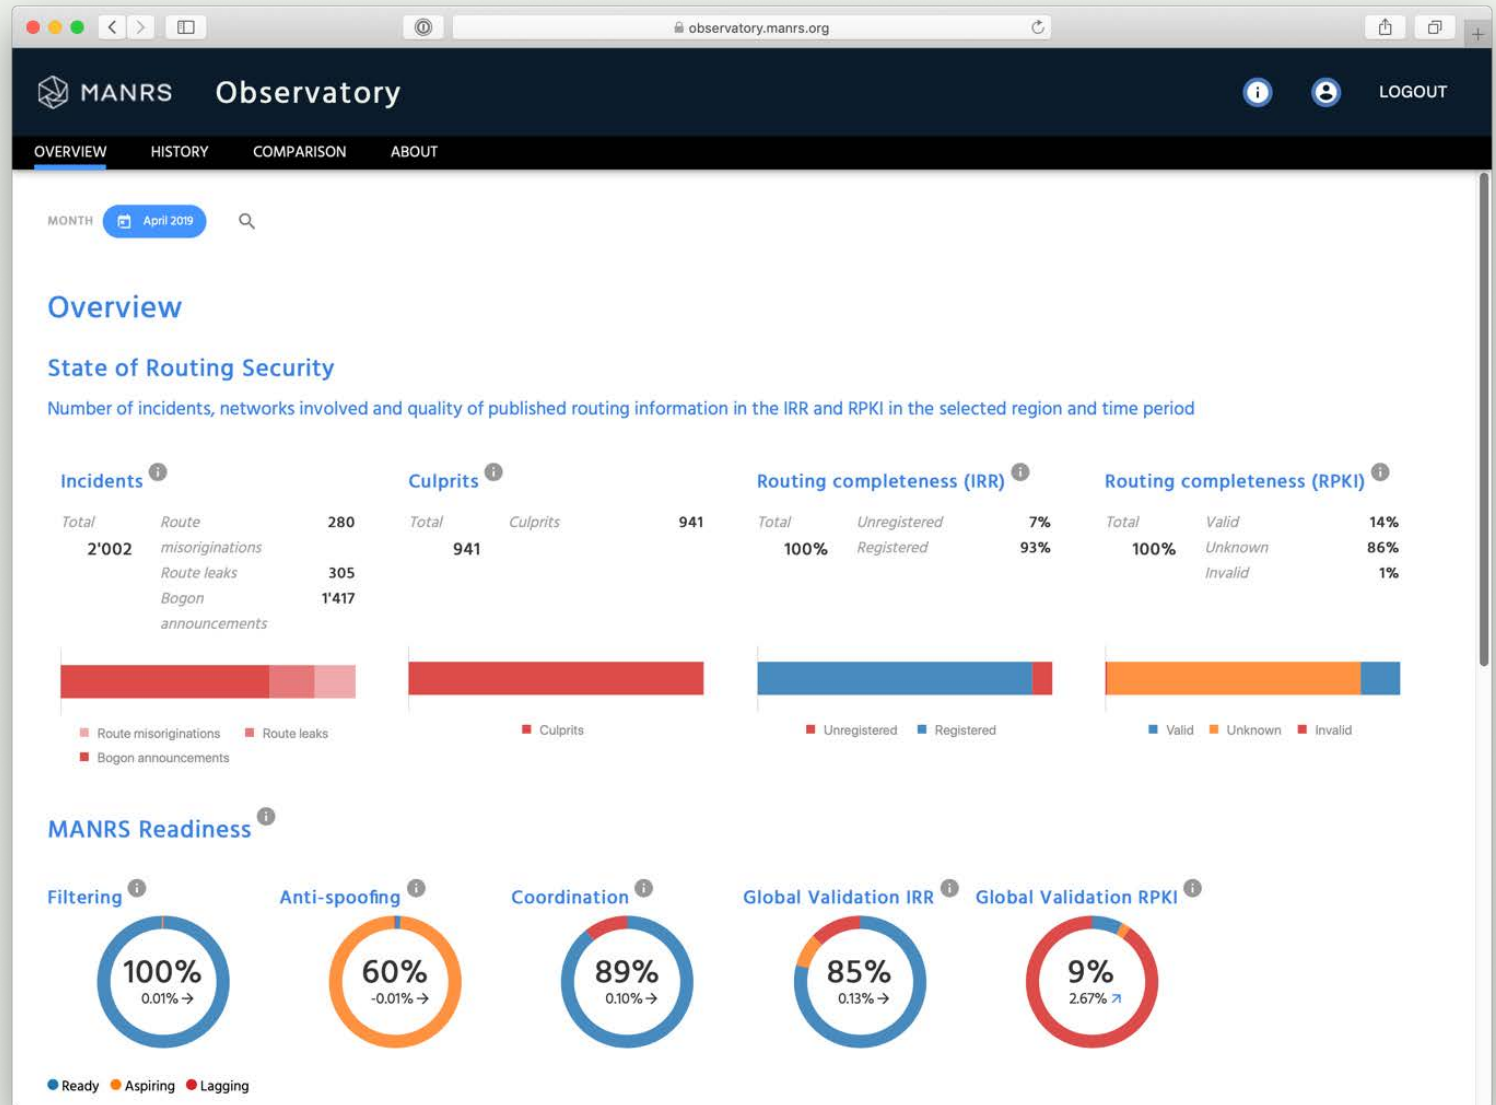 observatory.manrs.org
MANRS Observatory
LOGOUT
OVERVIEW HISTORY COMPARISON ABOUT
MONTH April 2019
Overview
State of Routing Security
Number of incidents, networks involved and quality of published routing information in the IRR and RPKI in the selected region and time period
Incidents
Total
2'002
Route misoriginations 280
Route leaks 305
Bogon announcements 1'417
Route misoriginations Route leaks
Bogon announcements
Culprits
Total
941
Culprits 941
Culprits
Routing completeness (IRR)
Total
100%
Unregistered 7%
Registered 93%
Unregistered Registered
Routing completeness (RPKI)
Total
100%
Valid 14%
Unknown 86%
Invalid 1%
Valid Unknown Invalid
MANRS Readiness
Filtering
100%
0.01% →
Anti-spoofing
60%
-0.01% →
Coordination
89%
0.10% →
Global Validation IRR
85%
0.13% →
Global Validation RPKI
9%
2.67% ↗
Ready Aspiring Lagging